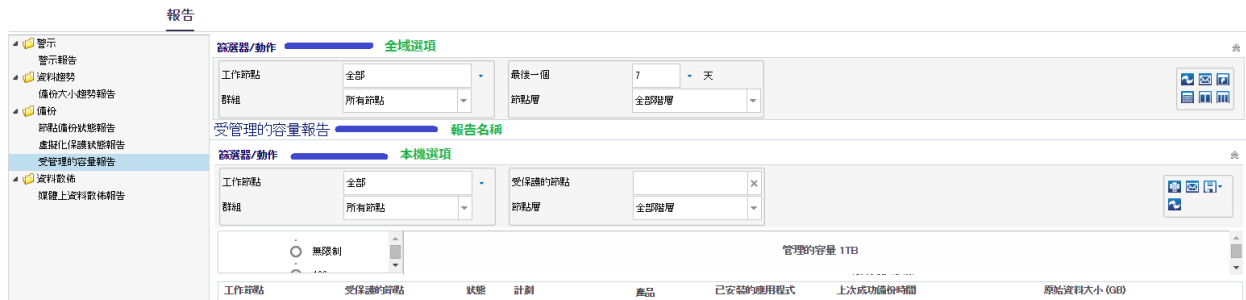 報告
警示
警示報告
資料趨勢
備份大小趨勢報告
備份
節點備份狀態報告
虛擬化保護狀態報告
受管理的容量報告
資料散佈
媒體上資料散佈報告
篩選器/動作 全域選項
工作節點 全部 最後一個 7 天
群組 所有節點 節點層 全部階層
受管理的容量報告 報告名稱
篩選器/動作 本機選項
工作節點 全部 受保護的節點
群組 所有節點 節點層 全部階層
無限制
管理的容量 1TB
工作節點 受保護的節點 狀態 計劃 產品 已安裝的應用程式 上次成功備份時間 原始資料大小 (GB)